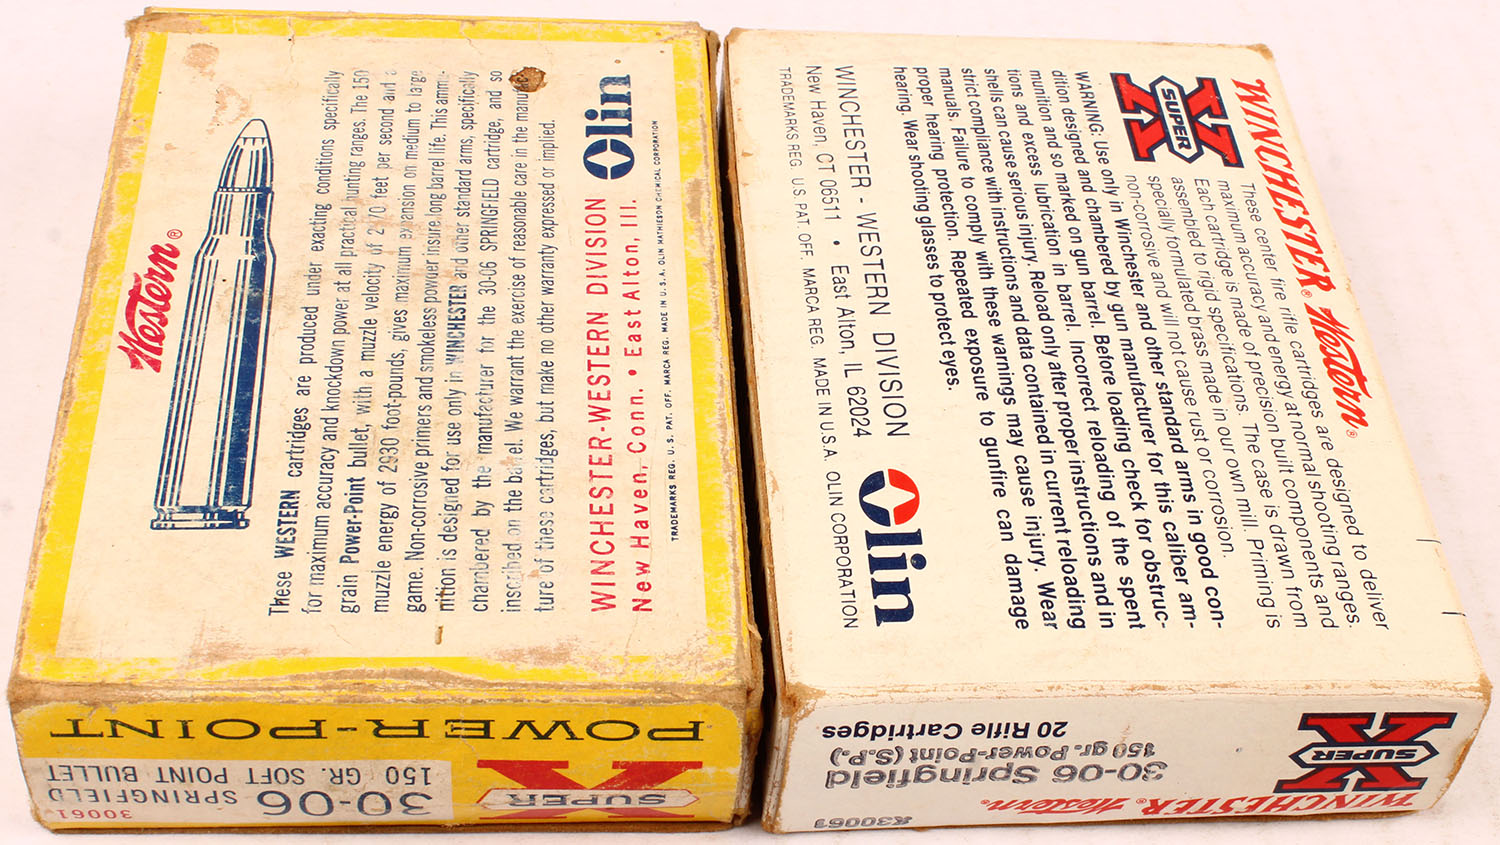 Western®
These WESTERN cartridges are produced under exacting conditions specifically
for maximum accuracy and knockdown power at all practical hunting ranges. The 150
grain Power-Point bullet, with a muzzle velocity of 2 70 feet per second and a
muzzle energy of 2930 foot-pounds, gives maximum expansion on medium to large
game. Non-corrosive primers and smokeless powder insure long barrel life. This ammu-
nition is designed for use only in WINCHESTER and other standard arms, specifically
chambered by the manufacturer for the 30-06 SPRINGFIELD cartridge, and so
inscribed on the barrel. We warrant the exercise of reasonable care in the manufac-
ture of these cartridges, but make no other warranty expressed or implied.
WINCHESTER-WESTERN DIVISION Olin
New Haven, Conn. • East Alton, Ill.
TRADEMARKS REG. U. S. PAT. OFF. MARCA REG. MADE IN U. S. A. OLIN MATHIESON CHEMICAL CORPORATION
POWER-POINT
SUPER X
30061
30-06 SPRINGFIELD
150 GR. SOFT POINT BULLET
WINCHESTER® Western®
SUPER X
These center fire rifle cartridges are designed to deliver
maximum accuracy and energy at normal shooting ranges.
Each cartridge is made of precision built components and
assembled to rigid specifications. The case is drawn from
specially formulated brass made in our own mill. Priming is
non-corrosive and will not cause rust or corrosion.
WARNING: Use only in Winchester and other standard arms in good con-
dition designed and chambered by gun manufacturer for this caliber am-
munition and so marked on gun barrel. Before loading check for obstruc-
tions and excess lubrication in barrel. Incorrect reloading of the spent
shells can cause serious injury. Reload only after proper instructions and in
strict compliance with instructions and data contained in current reloading
manuals. Failure to comply with these warnings may cause injury. Wear
proper hearing protection. Repeated exposure to gunfire can damage
hearing. Wear shooting glasses to protect eyes.
WINCHESTER - WESTERN DIVISION
New Haven, CT 06511 • East Alton, IL 62024
Olin
TRADEMARKS REG. U.S. PAT. OFF. MARCA REG. MADE IN U.S.A. OLIN CORPORATION
WINCHESTER® Western®
SUPER X
X30061
30-06 Springfield
150 gr. Power-Point (S.P.)
20 Rifle Cartridges